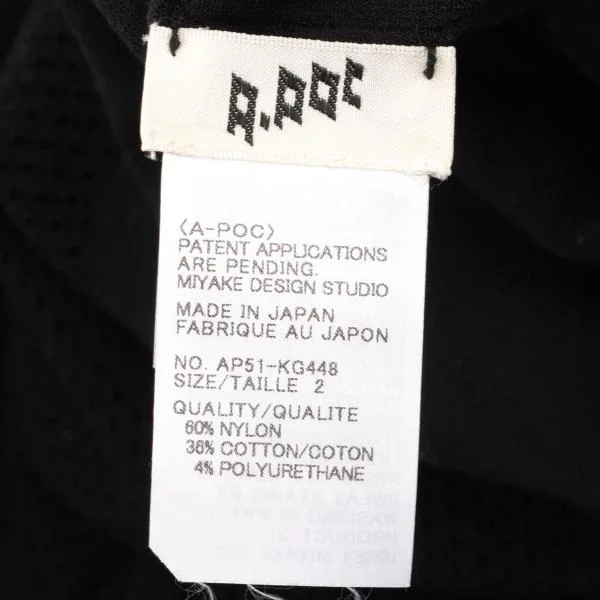 a.poc
〈A-POC〉
PATENT APPLICATIONS
ARE PENDING.
MIYAKE DESIGN STUDIO
MADE IN JAPAN
FABRIQUE AU JAPON
NO. AP51-KG448
SIZE/TAILLE 2
QUALITY/QUALITE
60% NYLON
36% COTTON/COTON
4% POLYURETHANE